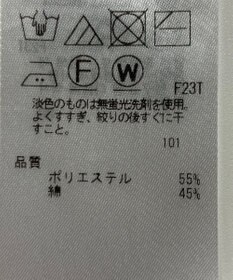 F W
F23T
淡色のものは無蛍光洗剤を使用。
よくすすぎ、絞りの後すぐに干
すこと。
101
品質
ポリエステル 55%
綿 45%